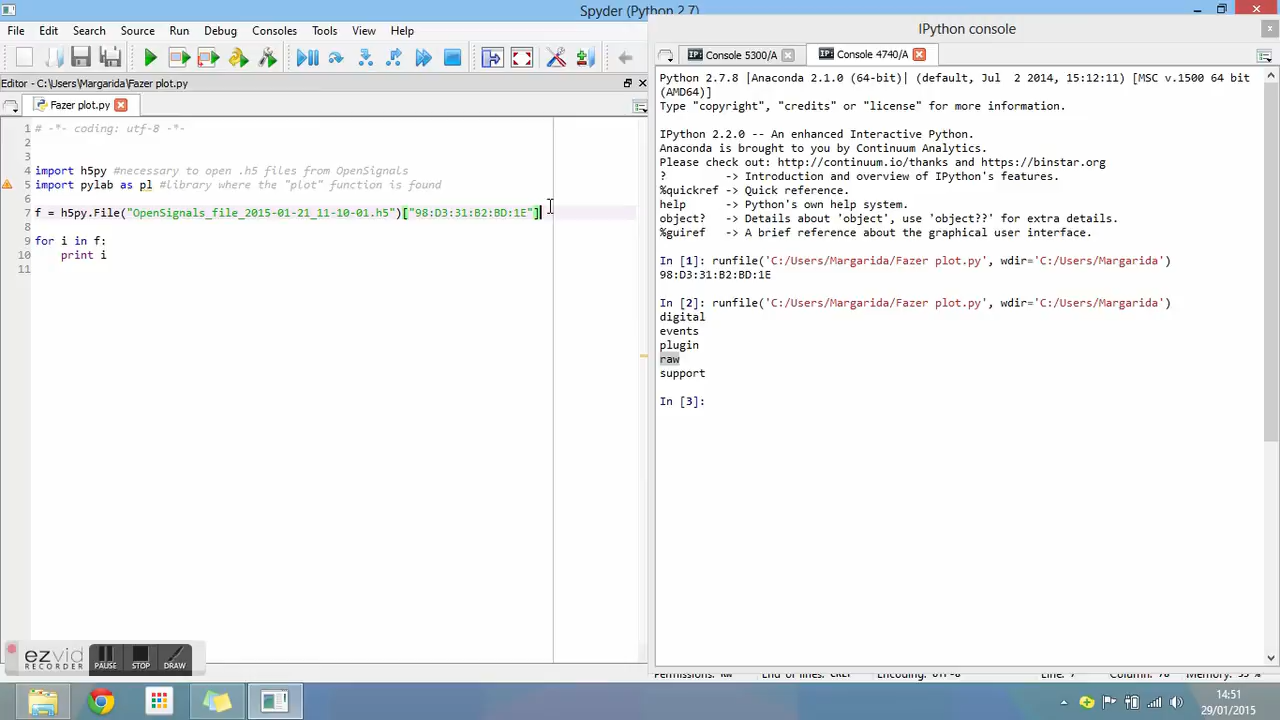 Spyder (Python 2.7)
File Edit Search Source Run Debug Consoles Tools View Help
Editor - C:\Users\Margarida\Fazer plot.py
Fazer plot.py
1 # -*- coding: utf-8 -*-
2
3
4 import h5py #necessary to open .h5 files from OpenSignals
5 import pylab as pl #library where the "plot" function is found
6
7 f = h5py.File("OpenSignals_file_2015-01-21_11-10-01.h5")["98:D3:31:B2:BD:1E"]
8
9 for i in f:
10 print i
11
IPython console
Console 5300/A
Console 4740/A
Python 2.7.8 |Anaconda 2.1.0 (64-bit)| (default, Jul 2 2014, 15:12:11) [MSC v.1500 64 bit
(AMD64)]
Type "copyright", "credits" or "license" for more information.
IPython 2.2.0 -- An enhanced Interactive Python.
Anaconda is brought to you by Continuum Analytics.
Please check out: http://continuum.io/thanks and https://binstar.org
? -> Introduction and overview of IPython's features.
%quickref -> Quick reference.
help -> Python's own help system.
object? -> Details about 'object', use 'object??' for extra details.
%guiref -> A brief reference about the graphical user interface.
In [1]: runfile('C:/Users/Margarida/Fazer plot.py', wdir='C:/Users/Margarida')
98:D3:31:B2:BD:1E
In [2]: runfile('C:/Users/Margarida/Fazer plot.py', wdir='C:/Users/Margarida')
digital
events
plugin
raw
support
In [3]:
ezvid
RECORDER
PAUSE STOP DRAW
Permissions: RW End of lines: CRLF Encoding: UTF-8 Line: 7 Column: 78 Memory: 55 %
14:51
29/01/2015